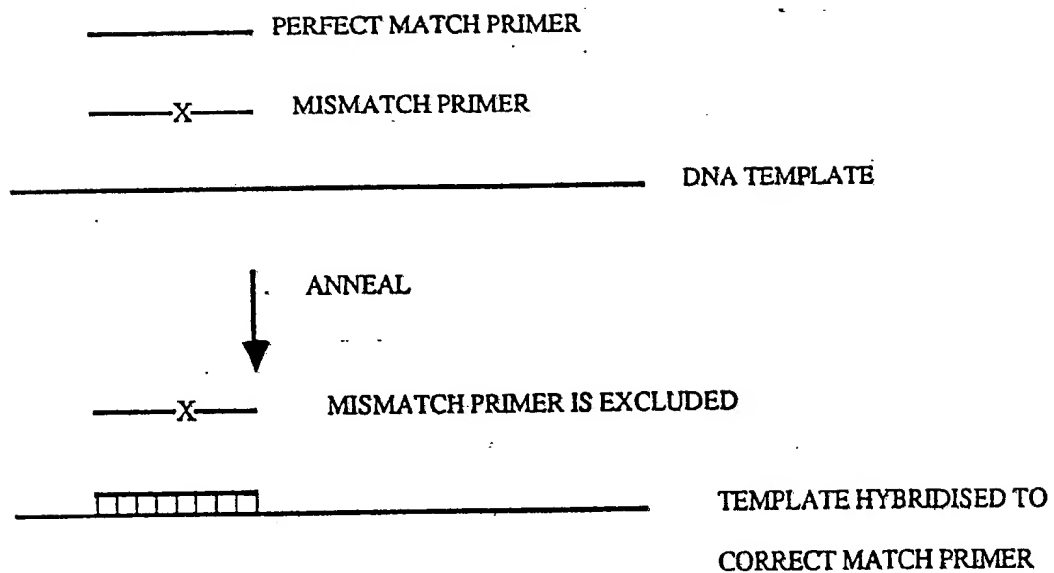 PERFECT MATCH PRIMER
X MISMATCH PRIMER
DNA TEMPLATE
ANNEAL
X MISMATCH PRIMER IS EXCLUDED
TEMPLATE HYBRIDISED TO
CORRECT MATCH PRIMER